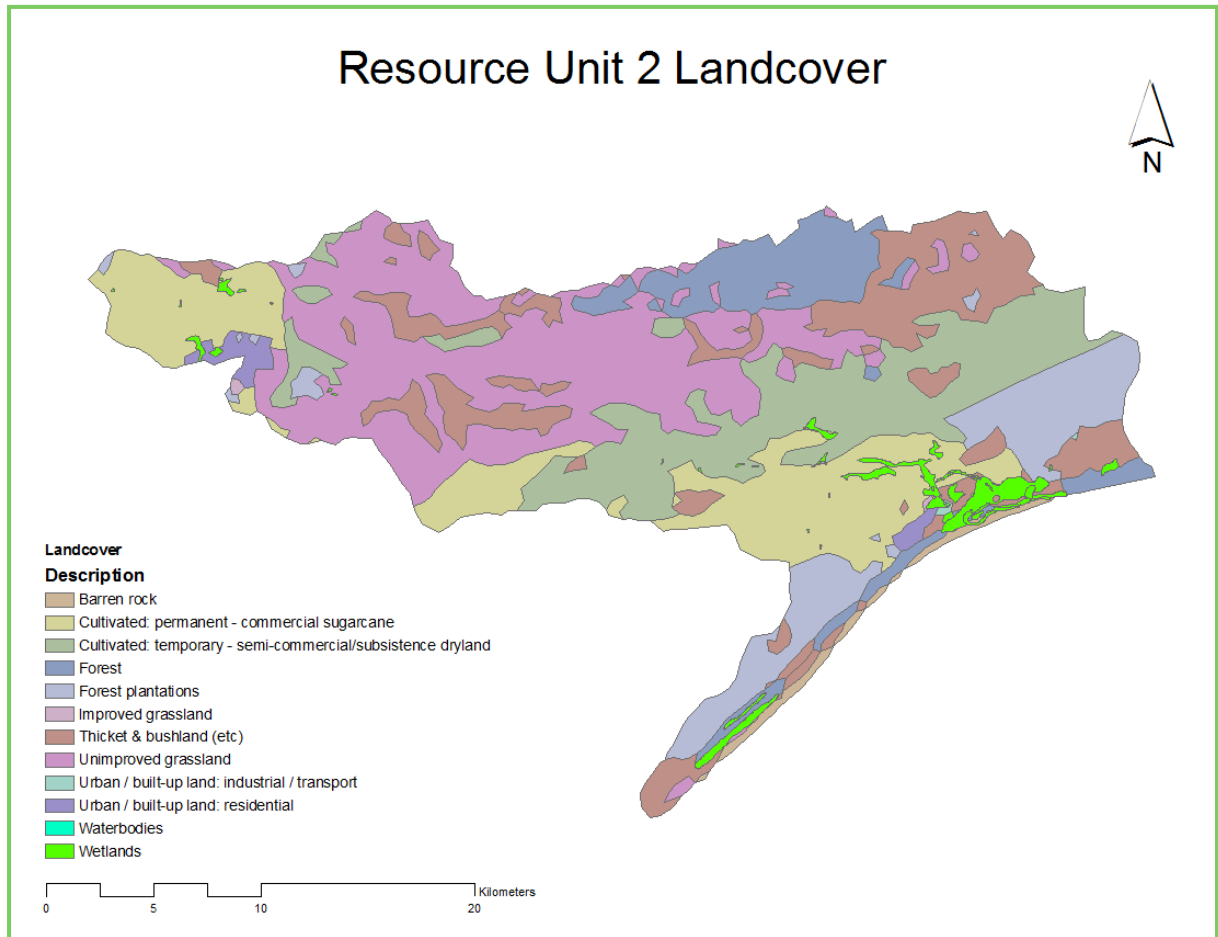 Resource Unit 2 Landcover
N
Landcover
Description
Barren rock
Cultivated: permanent - commercial sugarcane
Cultivated: temporary - semi-commercial/subsistence dryland
Forest
Forest plantations
Improved grassland
Thicket & bushland (etc)
Unimproved grassland
Urban / built-up land: industrial / transport
Urban / built-up land: residential
Waterbodies
Wetlands
Kilometers
0 5 10 20